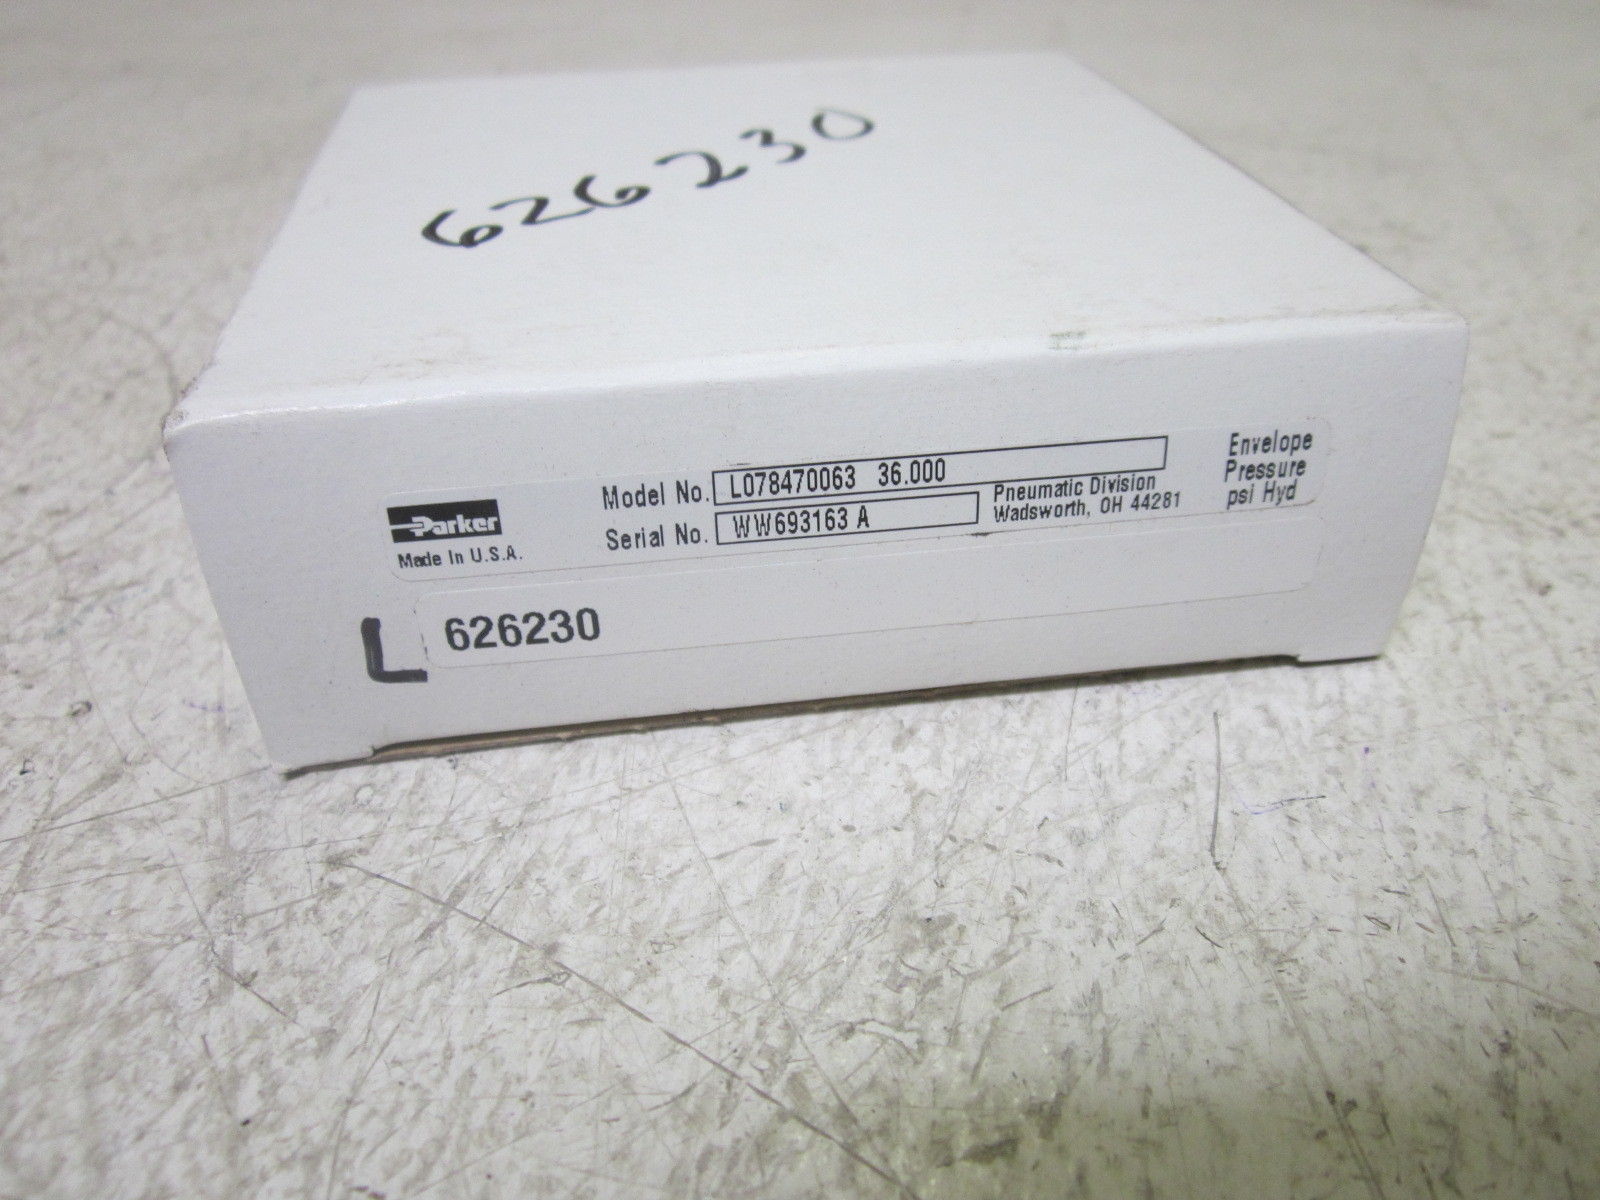 626230
Parker
Made In U.S.A.
Model No. L078470063 36.000
Serial No. WW693163 A
Pneumatic Division
Wadsworth, OH 44281
Envelope
Pressure
psi Hyd
L 626230